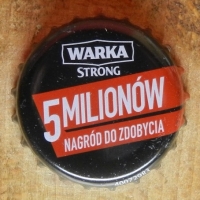 WARKA
STRONG
5 MILIONÓW
NAGRÓD DO ZDOBYCIA